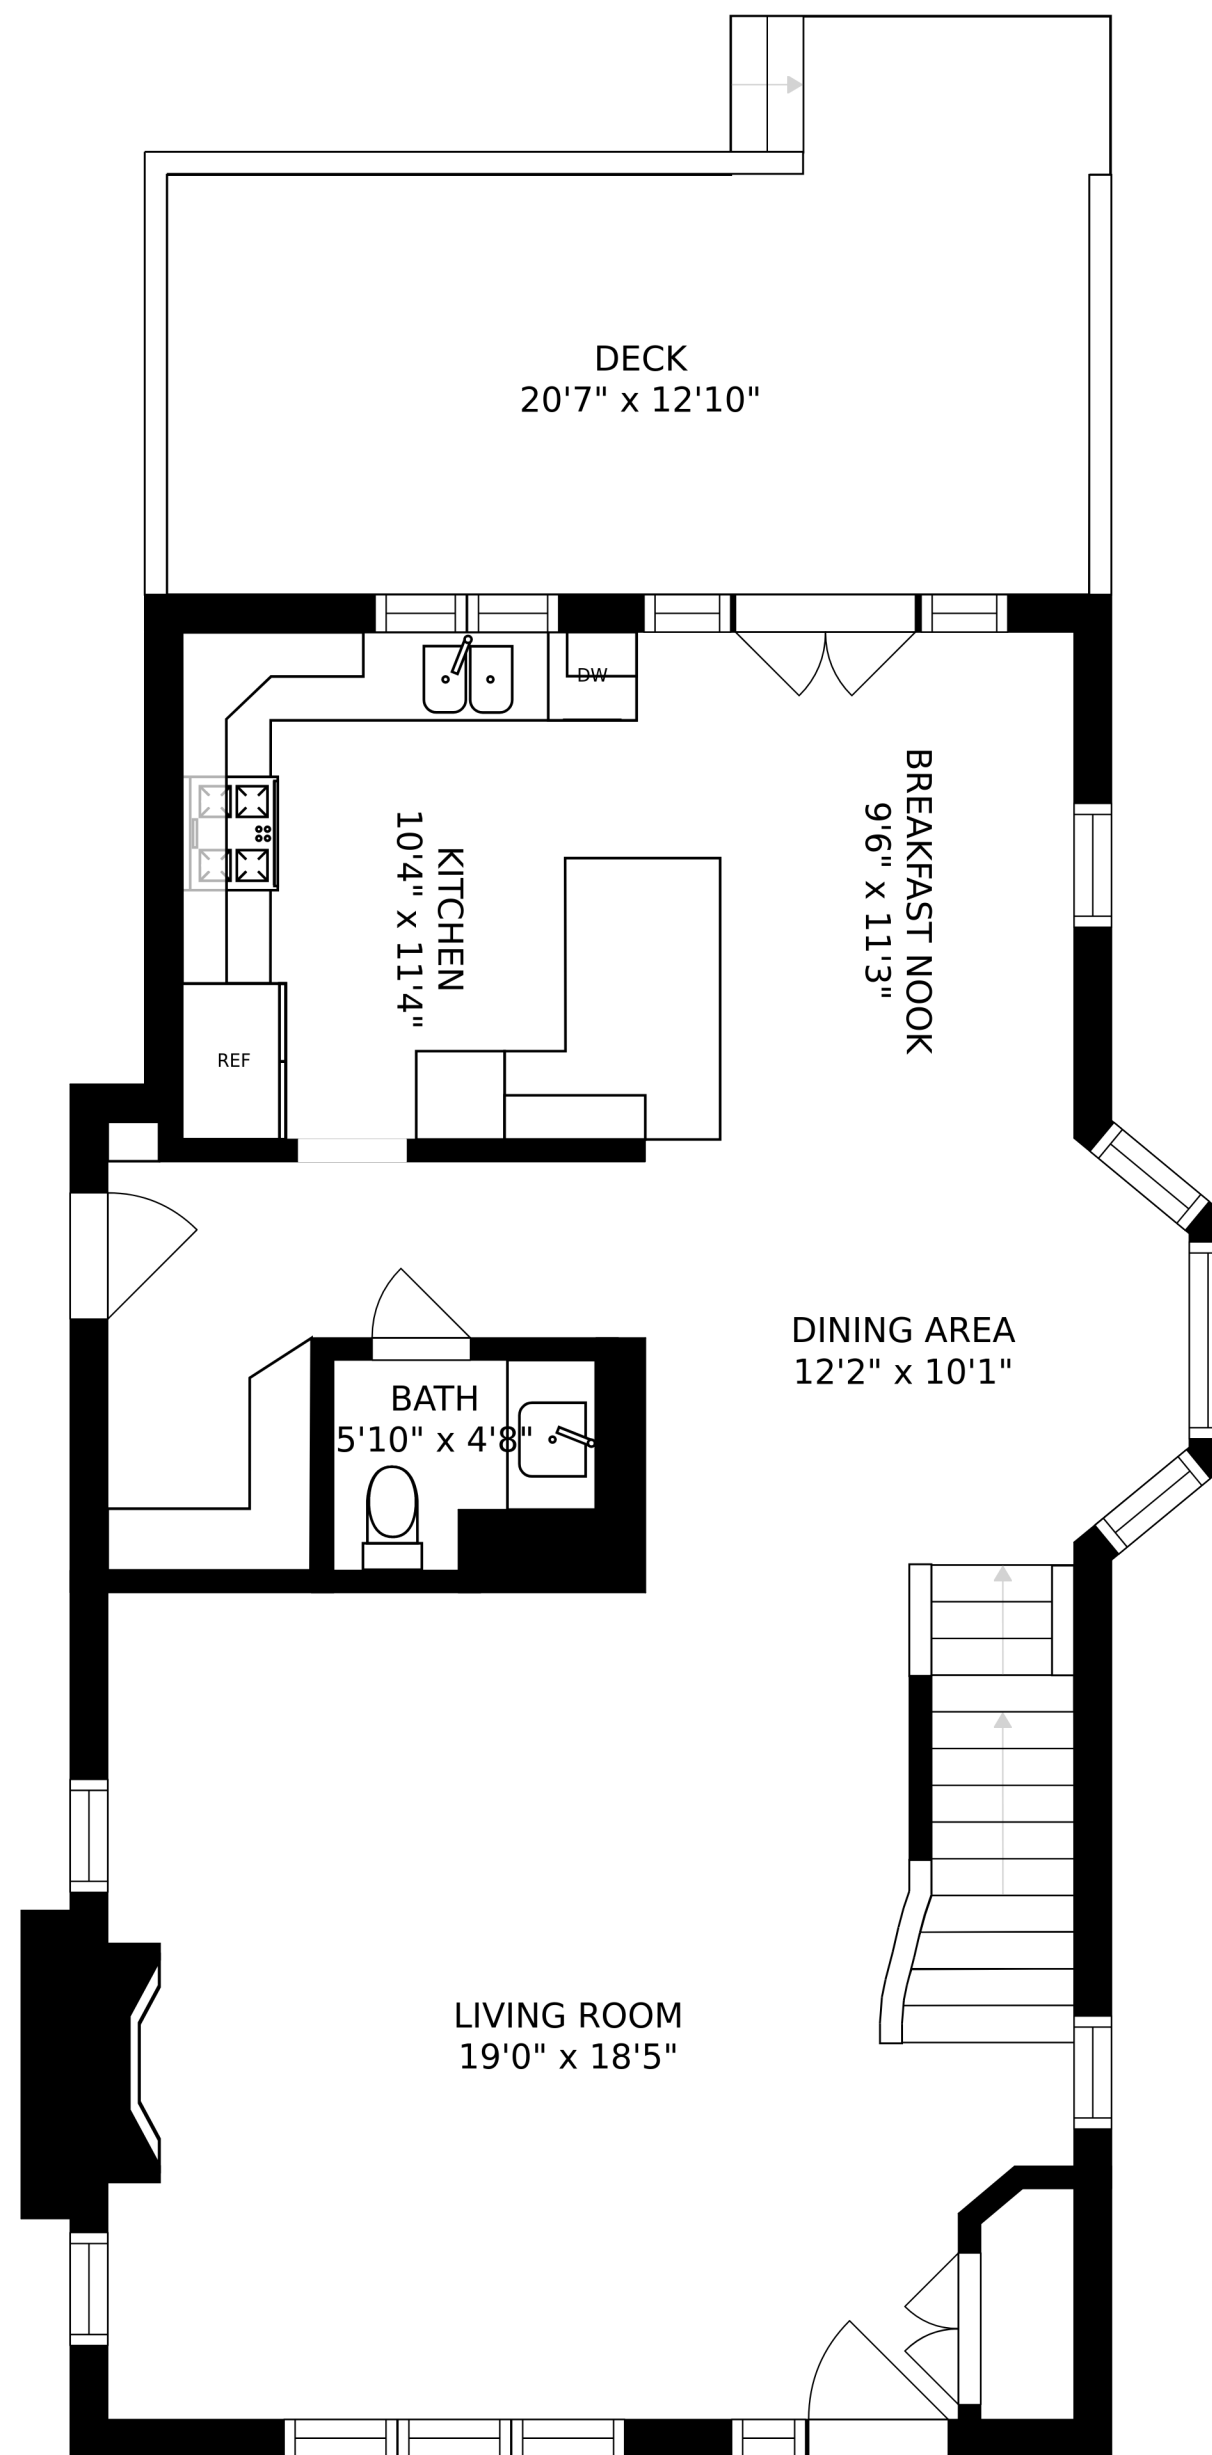 DECK
20'7" x 12'10"
DW
BREAKFAST NOOK
9'6" x 11'3"
KITCHEN
10'4" x 11'4"
REF
DINING AREA
12'2" x 10'1"
BATH
5'10" x 4'8"
LIVING ROOM
19'0" x 18'5"